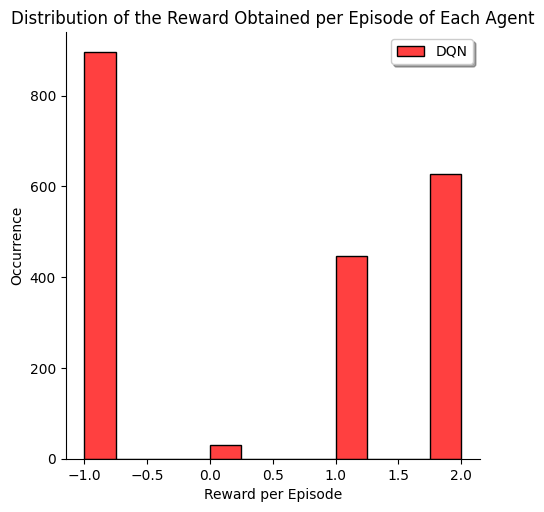 Distribution of the Reward Obtained per Episode of Each Agent
DQN
800
600
400
200
0
Occurrence
−1.0 −0.5 0.0 0.5 1.0 1.5 2.0
Reward per Episode